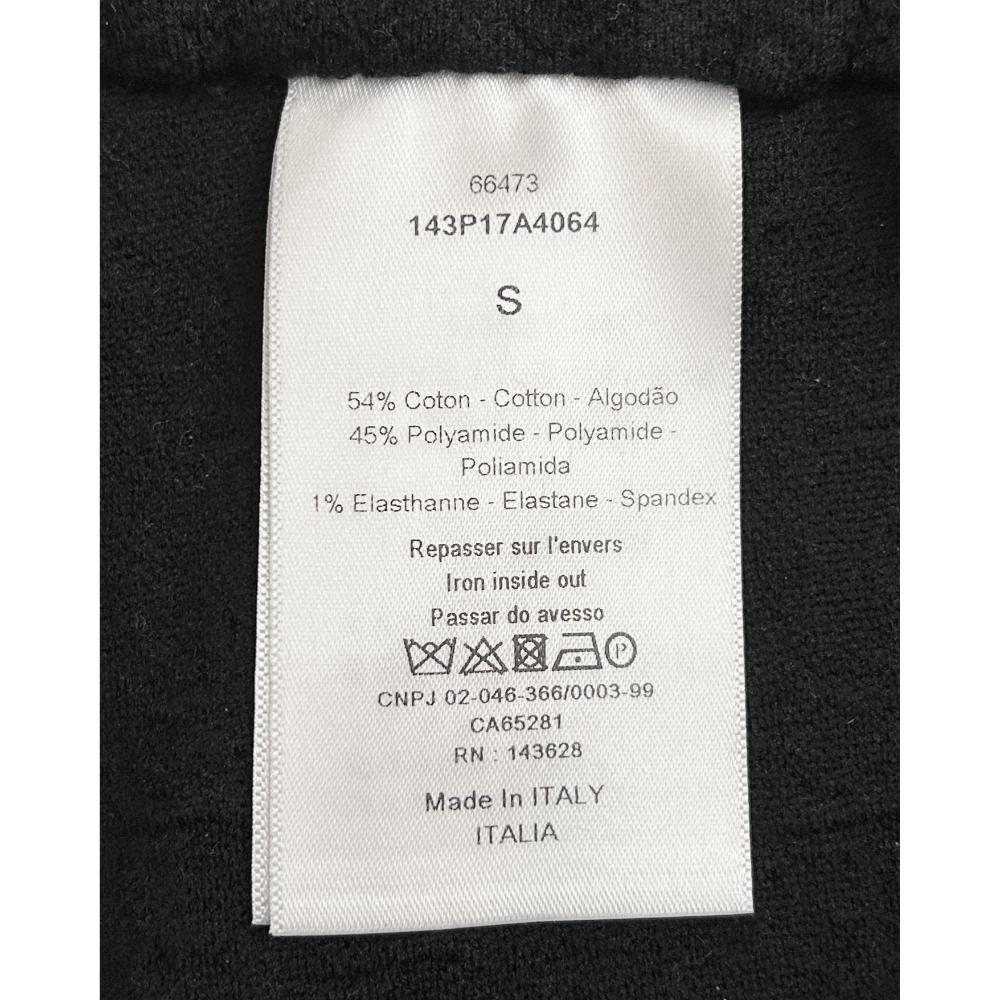 66473
143P17A4064
S
54% Coton - Cotton - Algodão
45% Polyamide - Polyamide -
Poliamida
1% Elasthanne - Elastane - Spandex
Repasser sur l'envers
Iron inside out
Passar do avesso
P
CNPJ 02-046-366/0003-99
CA65281
RN : 143628
Made In ITALY
ITALIA